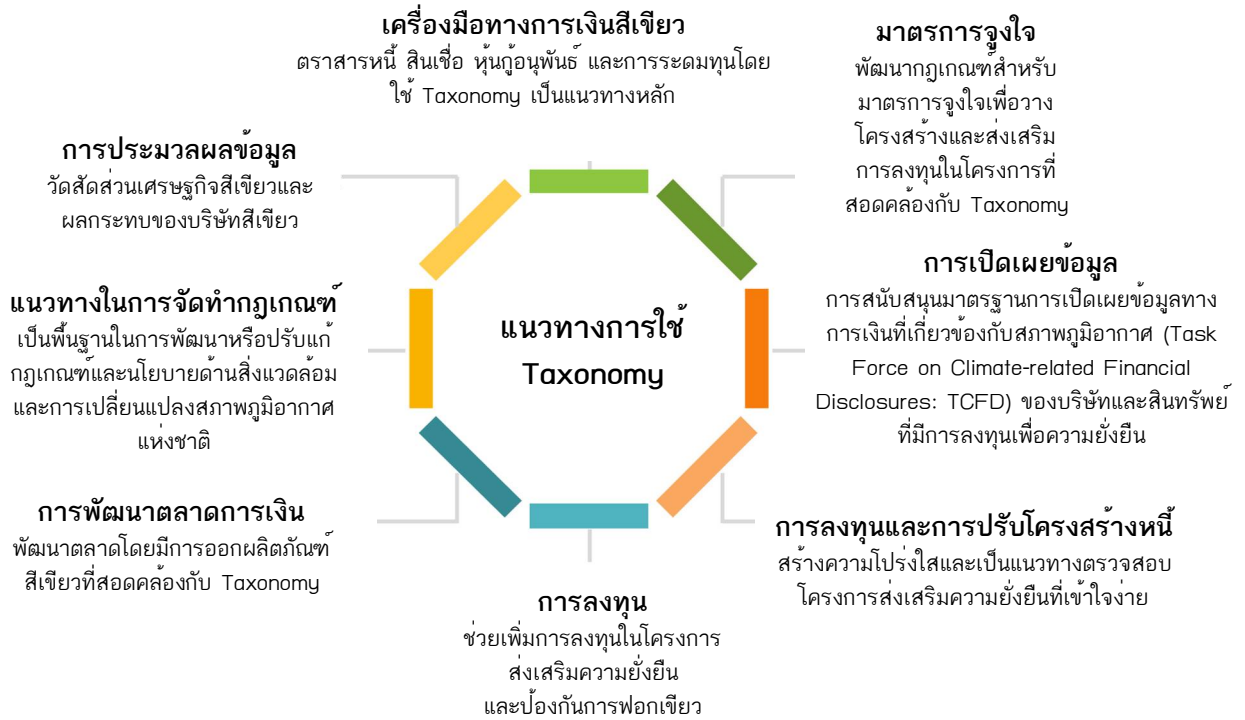 เครื่องมือทางการเงินสีเขียว
ตราสารหนี้ สินเชื่อ หุ้นกู้อนุพันธ์ และการระดมทุนโดย
ใช้ Taxonomy เป็นแนวทางหลัก
มาตรการจูงใจ
พัฒนากฎเกณฑ์สำหรับ
มาตรการจูงใจเพื่อวาง
โครงสร้างและส่งเสริม
การลงทุนในโครงการที่
สอดคล้องกับ Taxonomy
การเปิดเผยข้อมูล
การสนับสนุนมาตรฐานการเปิดเผยข้อมูลทาง
การเงินที่เกี่ยวข้องกับสภาพภูมิอากาศ (Task
Force on Climate-related Financial
Disclosures: TCFD) ของบริษัทและสินทรัพย์
ที่มีการลงทุนเพื่อความยั่งยืน
การลงทุนและการปรับโครงสร้างหนี้
สร้างความโปร่งใสและเป็นแนวทางตรวจสอบ
โครงการส่งเสริมความยั่งยืนที่เข้าใจง่าย
การลงทุน
ช่วยเพิ่มการลงทุนในโครงการ
ส่งเสริมความยั่งยืน
และป้องกันการฟอกเขียว
การพัฒนาตลาดการเงิน
พัฒนาตลาดโดยมีการออกผลิตภัณฑ์
สีเขียวที่สอดคล้องกับ Taxonomy
แนวทางในการจัดทำกฎเกณฑ์
เป็นพื้นฐานในการพัฒนาหรือปรับแก้
กฎเกณฑ์และนโยบายด้านสิ่งแวดล้อม
และการเปลี่ยนแปลงสภาพภูมิอากาศ
แห่งชาติ
การประมวลผลข้อมูล
วัดสัดส่วนเศรษฐกิจสีเขียวและ
ผลกระทบของบริษัทสีเขียว
แนวทางการใช้
Taxonomy